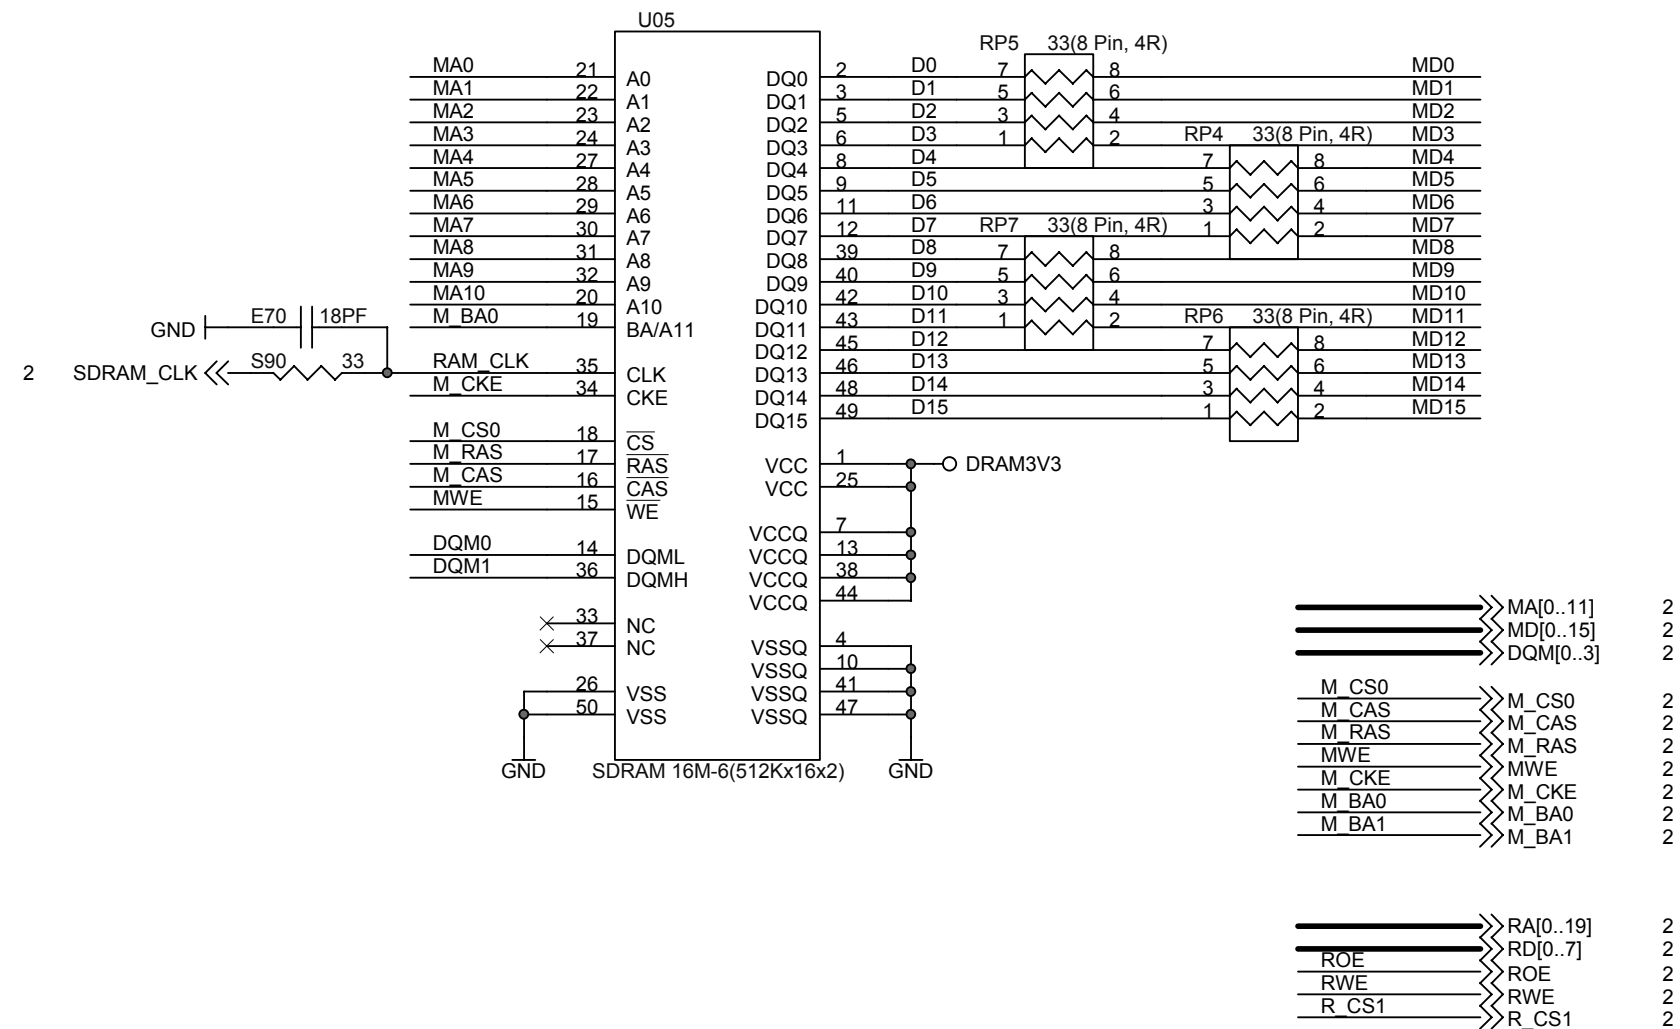 U05
RP5 33(8 Pin, 4R)
MA0 21 A0 DQ0 2 D0 7 8 MD0
MA1 22 A1 DQ1 3 D1 5 6 MD1
MA2 23 A2 DQ2 5 D2 3 4 MD2
MA3 24 A3 DQ3 6 D3 1 2 RP4 33(8 Pin, 4R) MD3
MA4 27 A4 DQ4 8 D4 7 8 MD4
MA5 28 A5 DQ5 9 D5 5 6 MD5
MA6 29 A6 DQ6 11 D6 3 4 MD6
MA7 30 A7 DQ7 12 D7 RP7 33(8 Pin, 4R) 1 2 MD7
MA8 31 A8 DQ8 39 D8 7 8 MD8
MA9 32 A9 DQ9 40 D9 5 6 MD9
MA10 20 A10 DQ10 42 D10 3 4 MD10
GND E70 18PF M_BA0 19 BA/A11 DQ11 43 D11 1 2 RP6 33(8 Pin, 4R) MD11
DQ12 45 D12 7 8 MD12
2 SDRAM_CLK S90 33 RAM_CLK 35 CLK DQ13 46 D13 5 6 MD13
M_CKE 34 CKE DQ14 48 D14 3 4 MD14
DQ15 49 D15 1 2 MD15
M_CS0 18 CS
M_RAS 17 RAS VCC 1 DRAM3V3
M_CAS 16 CAS VCC 25
MWE 15 WE
VCCQ 7
DQM0 14 DQML VCCQ 13
DQM1 36 DQMH VCCQ 38
VCCQ 44
33 NC
37 NC VSSQ 4
VSSQ 10
26 VSS VSSQ 41
50 VSS VSSQ 47
GND SDRAM 16M-6(512Kx16x2) GND
MA[0..11] 2
MD[0..15] 2
DQM[0..3] 2
M_CS0 M_CS0 2
M_CAS M_CAS 2
M_RAS M_RAS 2
MWE MWE 2
M_CKE M_CKE 2
M_BA0 M_BA0 2
M_BA1 M_BA1 2
RA[0..19] 2
RD[0..7] 2
ROE ROE 2
RWE RWE 2
R_CS1 R_CS1 2